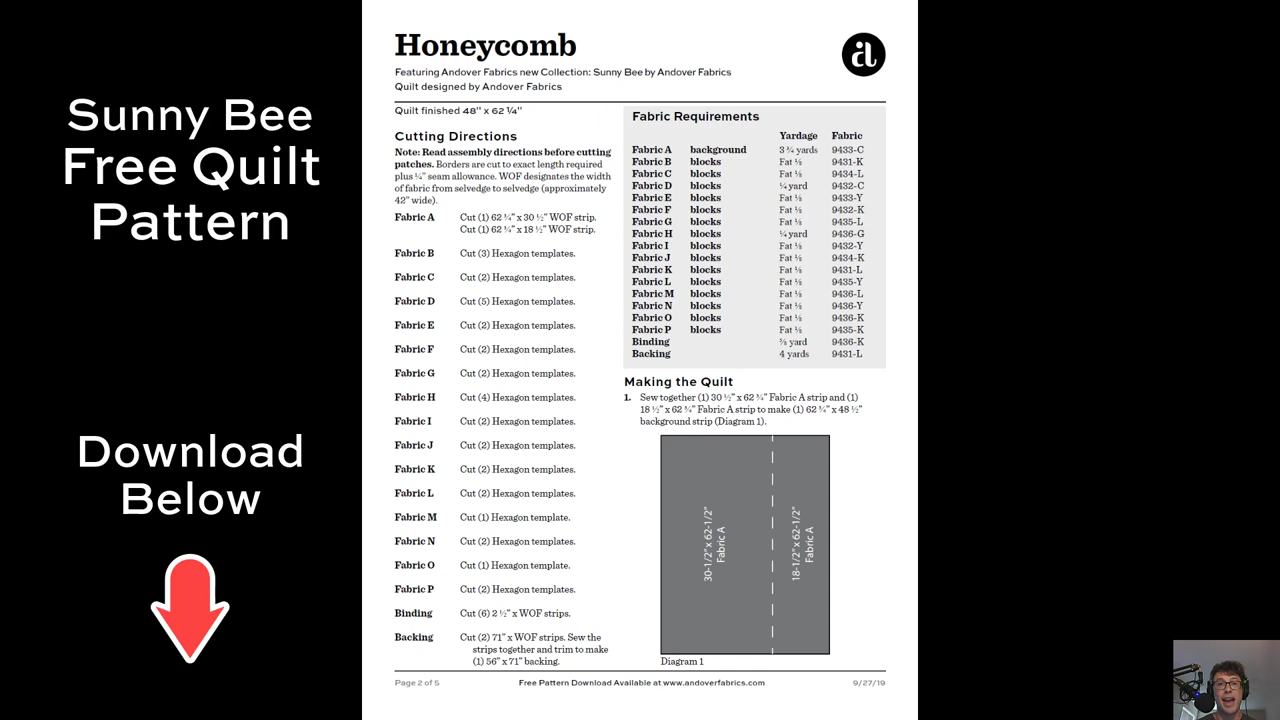 Sunny Bee
Free Quilt
Pattern
Download
Below
Honeycomb
Featuring Andover Fabrics new Collection: Sunny Bee by Andover Fabrics
Quilt designed by Andover Fabrics
a
Quilt finished 48" x 62 ¼"
Cutting Directions
Note: Read assembly directions before cutting
patches. Borders are cut to exact length required
plus ¼" seam allowance. WOF designates the width
of fabric from selvedge to selvedge (approximately
42" wide).
Fabric A Cut (1) 62 ¾" x 30 ½" WOF strip.
Cut (1) 62 ¾" x 18 ½" WOF strip.
Fabric B Cut (3) Hexagon templates.
Fabric C Cut (2) Hexagon templates.
Fabric D Cut (5) Hexagon templates.
Fabric E Cut (2) Hexagon templates.
Fabric F Cut (2) Hexagon templates.
Fabric G Cut (2) Hexagon templates.
Fabric H Cut (4) Hexagon templates.
Fabric I Cut (2) Hexagon templates.
Fabric J Cut (2) Hexagon templates.
Fabric K Cut (2) Hexagon templates.
Fabric L Cut (2) Hexagon templates.
Fabric M Cut (1) Hexagon template.
Fabric N Cut (2) Hexagon templates.
Fabric O Cut (1) Hexagon template.
Fabric P Cut (2) Hexagon templates.
Binding Cut (6) 2 ½" x WOF strips.
Backing Cut (2) 71" x WOF strips. Sew the
strips together and trim to make
(1) 56" x 71" backing.
Fabric Requirements
Yardage Fabric
Fabric A background 3 ¾ yards 9433-C
Fabric B blocks Fat ⅛ 9431-K
Fabric C blocks Fat ⅛ 9434-L
Fabric D blocks ¼ yard 9432-C
Fabric E blocks Fat ⅛ 9433-Y
Fabric F blocks Fat ⅛ 9432-K
Fabric G blocks Fat ⅛ 9435-L
Fabric H blocks ¼ yard 9436-G
Fabric I blocks Fat ⅛ 9432-Y
Fabric J blocks Fat ⅛ 9434-K
Fabric K blocks Fat ⅛ 9431-L
Fabric L blocks Fat ⅛ 9435-Y
Fabric M blocks Fat ⅛ 9436-L
Fabric N blocks Fat ⅛ 9436-Y
Fabric O blocks Fat ⅛ 9436-K
Fabric P blocks Fat ⅛ 9435-K
Binding ⅝ yard 9436-K
Backing 4 yards 9431-L
Making the Quilt
1. Sew together (1) 30 ½" x 62 ¾" Fabric A strip and (1)
18 ½" x 62 ¾" Fabric A strip to make (1) 62 ¾" x 48 ½"
background strip (Diagram 1).
30-1/2" x 62-1/2"
Fabric A
18-1/2" x 62-1/2"
Fabric A
Diagram 1
Page 2 of 5 Free Pattern Download Available at www.andoverfabrics.com 9/27/19